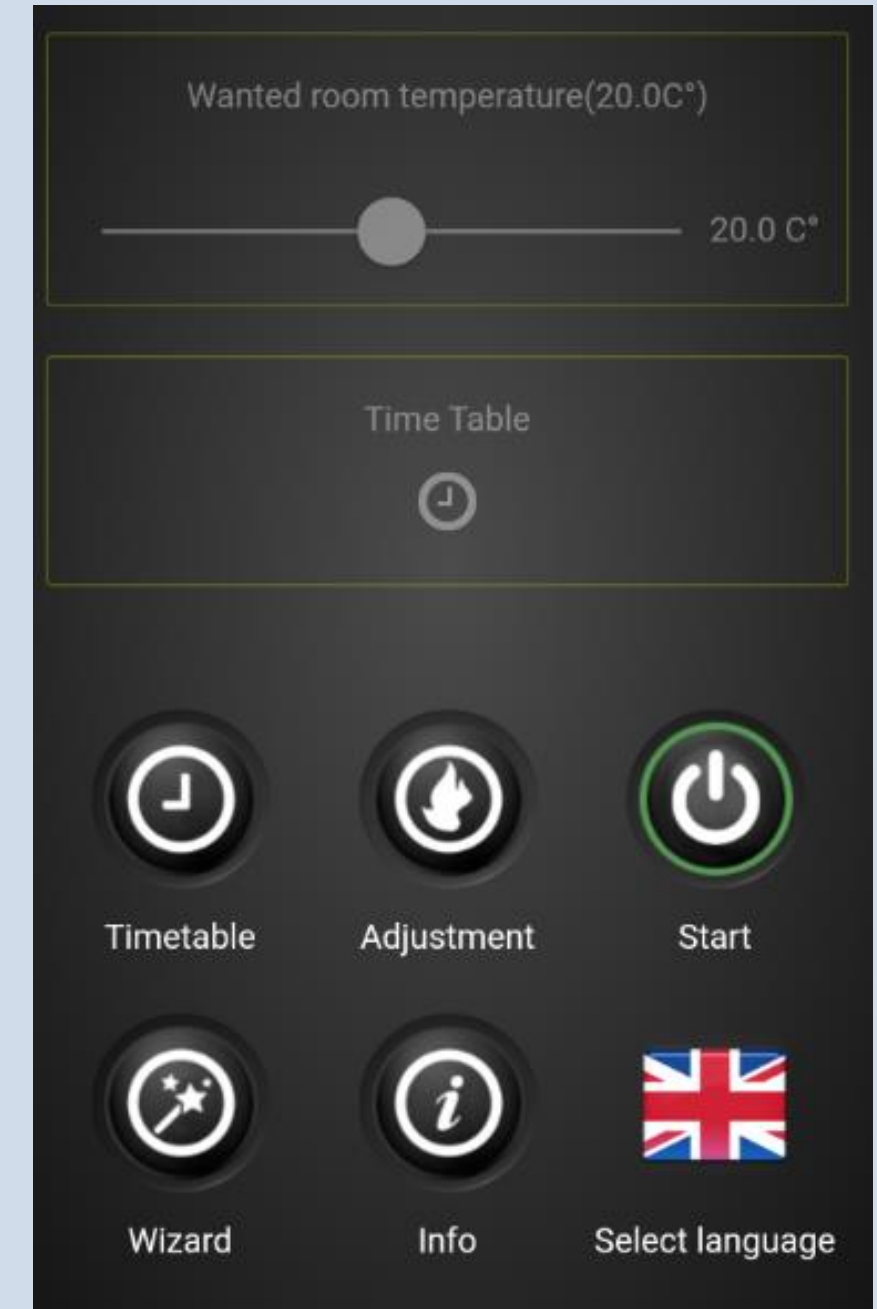 Wanted room temperature(20.0C°)
20.0 C°
Time Table
Timetable
Adjustment
Start
Wizard
Info
Select language